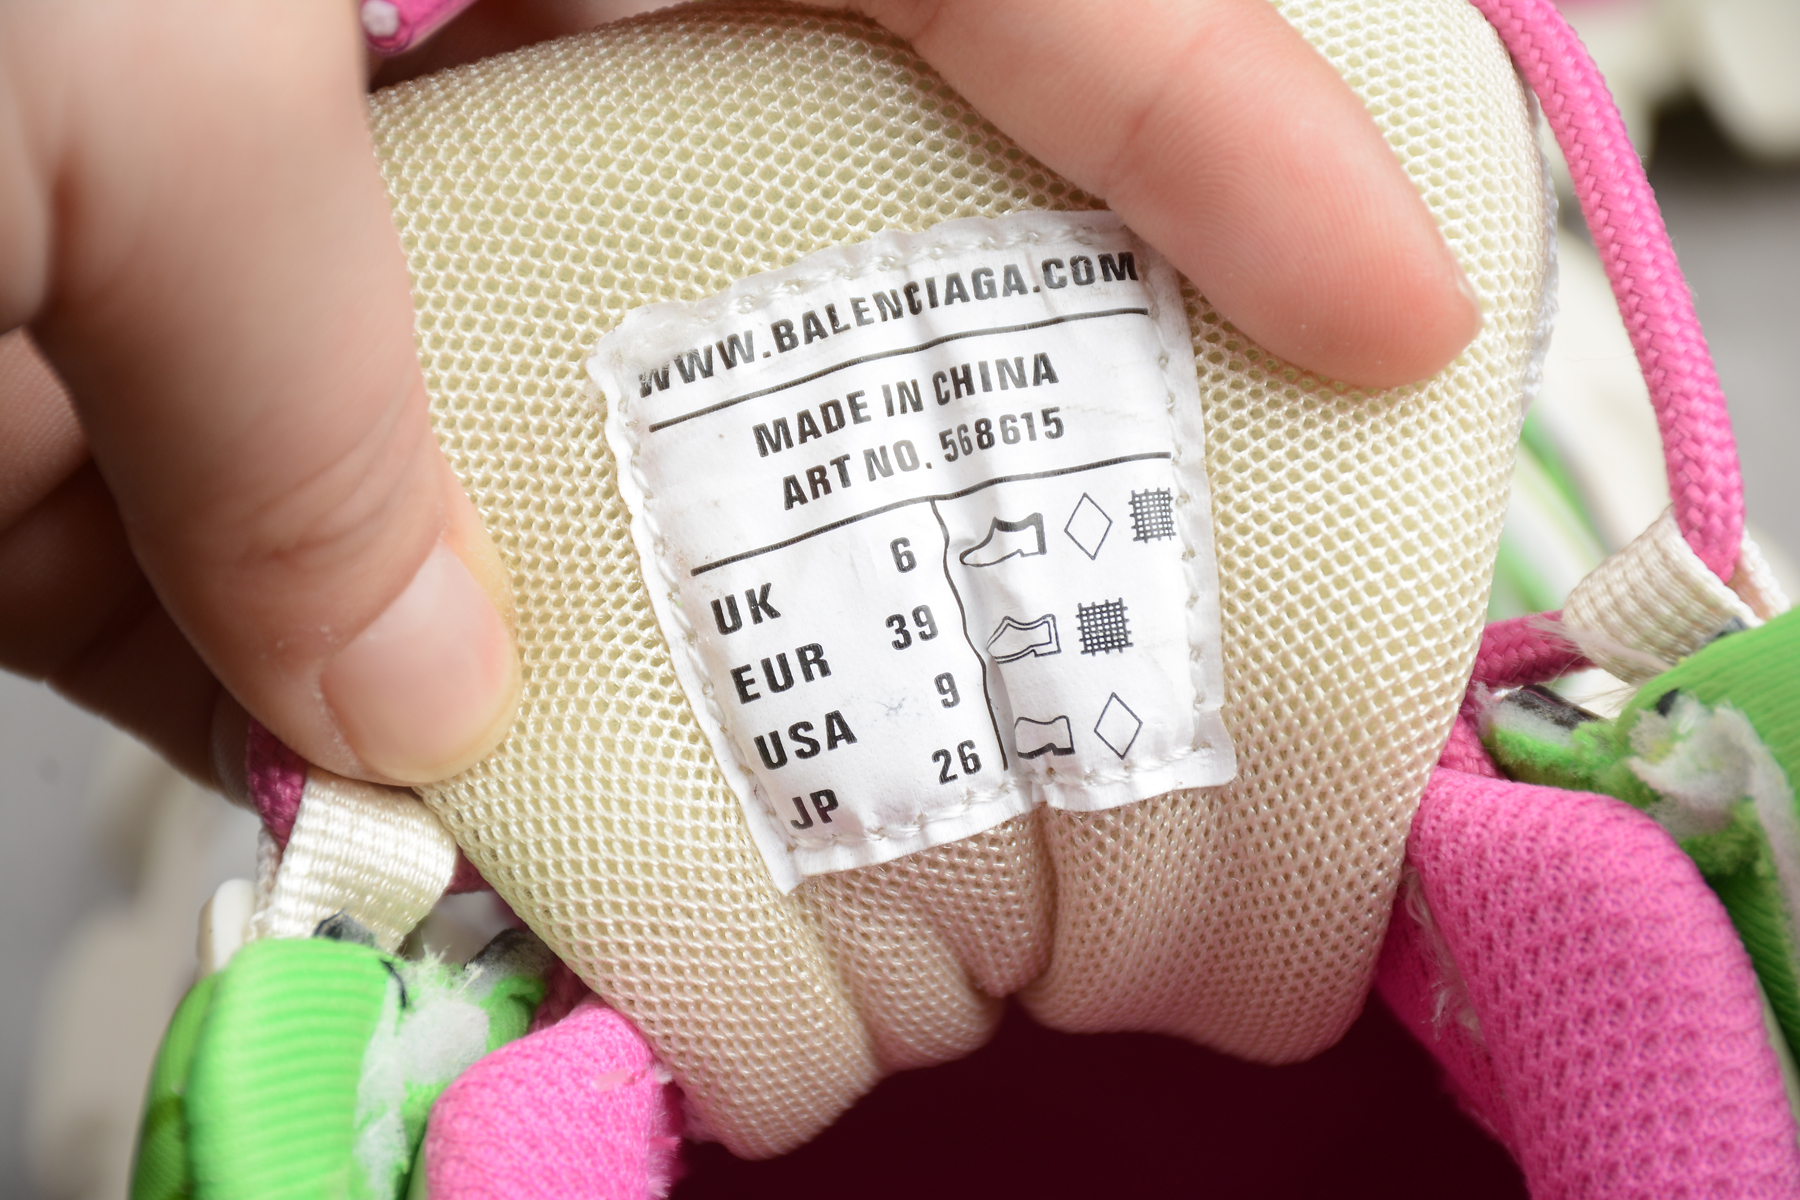 WWW.BALENCIAGA.COM
MADE IN CHINA
ART NO. 568615
UK 6
EUR 39
USA 9
JP 26